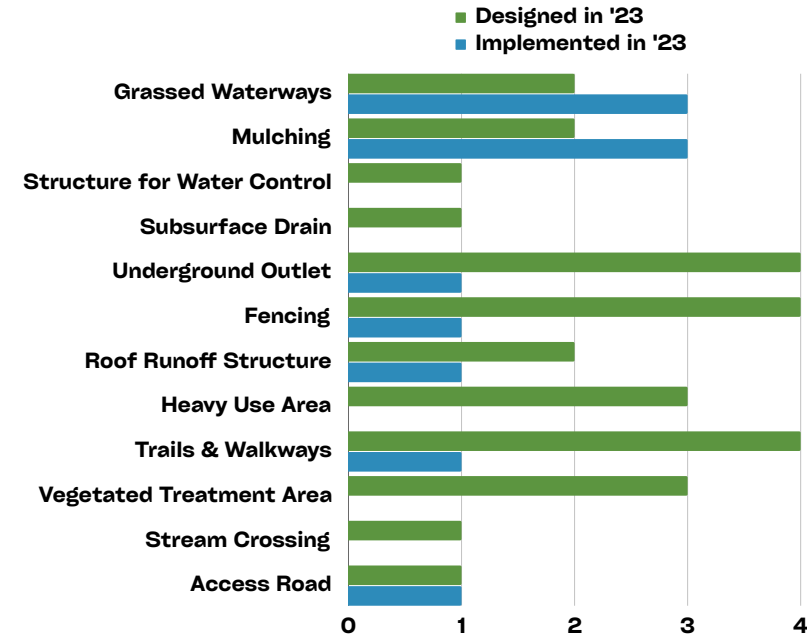 Designed in '23
Implemented in '23
Grassed Waterways
Mulching
Structure for Water Control
Subsurface Drain
Underground Outlet
Fencing
Roof Runoff Structure
Heavy Use Area
Trails & Walkways
Vegetated Treatment Area
Stream Crossing
Access Road
0 1 2 3 4